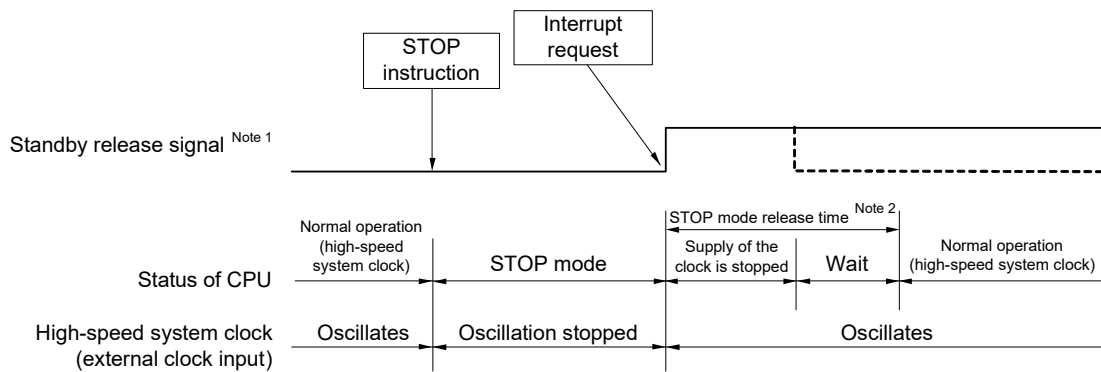 STOP
instruction
Interrupt
request
Standby release signal Note 1
STOP mode release time Note 2
Normal operation
(high-speed
system clock)
Status of CPU
STOP mode
Supply of the
clock is stopped
Wait
Normal operation
(high-speed system clock)
High-speed system clock
(external clock input)
Oscillates
Oscillation stopped
Oscillates